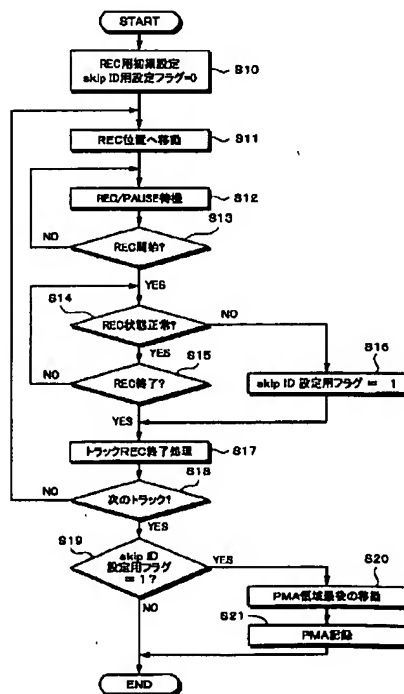 START
REC用初期設定
skip ID用設定フラグ=0
S10
REC位置へ移動
S11
REC/PAUSE待機
S12
S13
NO
REC開始?
YES
S14
REC状態正常?
NO
YES
S15
S16
NO
REC終了?
skip ID 設定用フラグ = 1
YES
トラックREC終了処理
S17
S18
NO
次のトラック?
YES
S19
skip ID
設定用フラグ
= 1?
YES
S20
PMA領域最後の移動
NO
S21
PMA記録
END